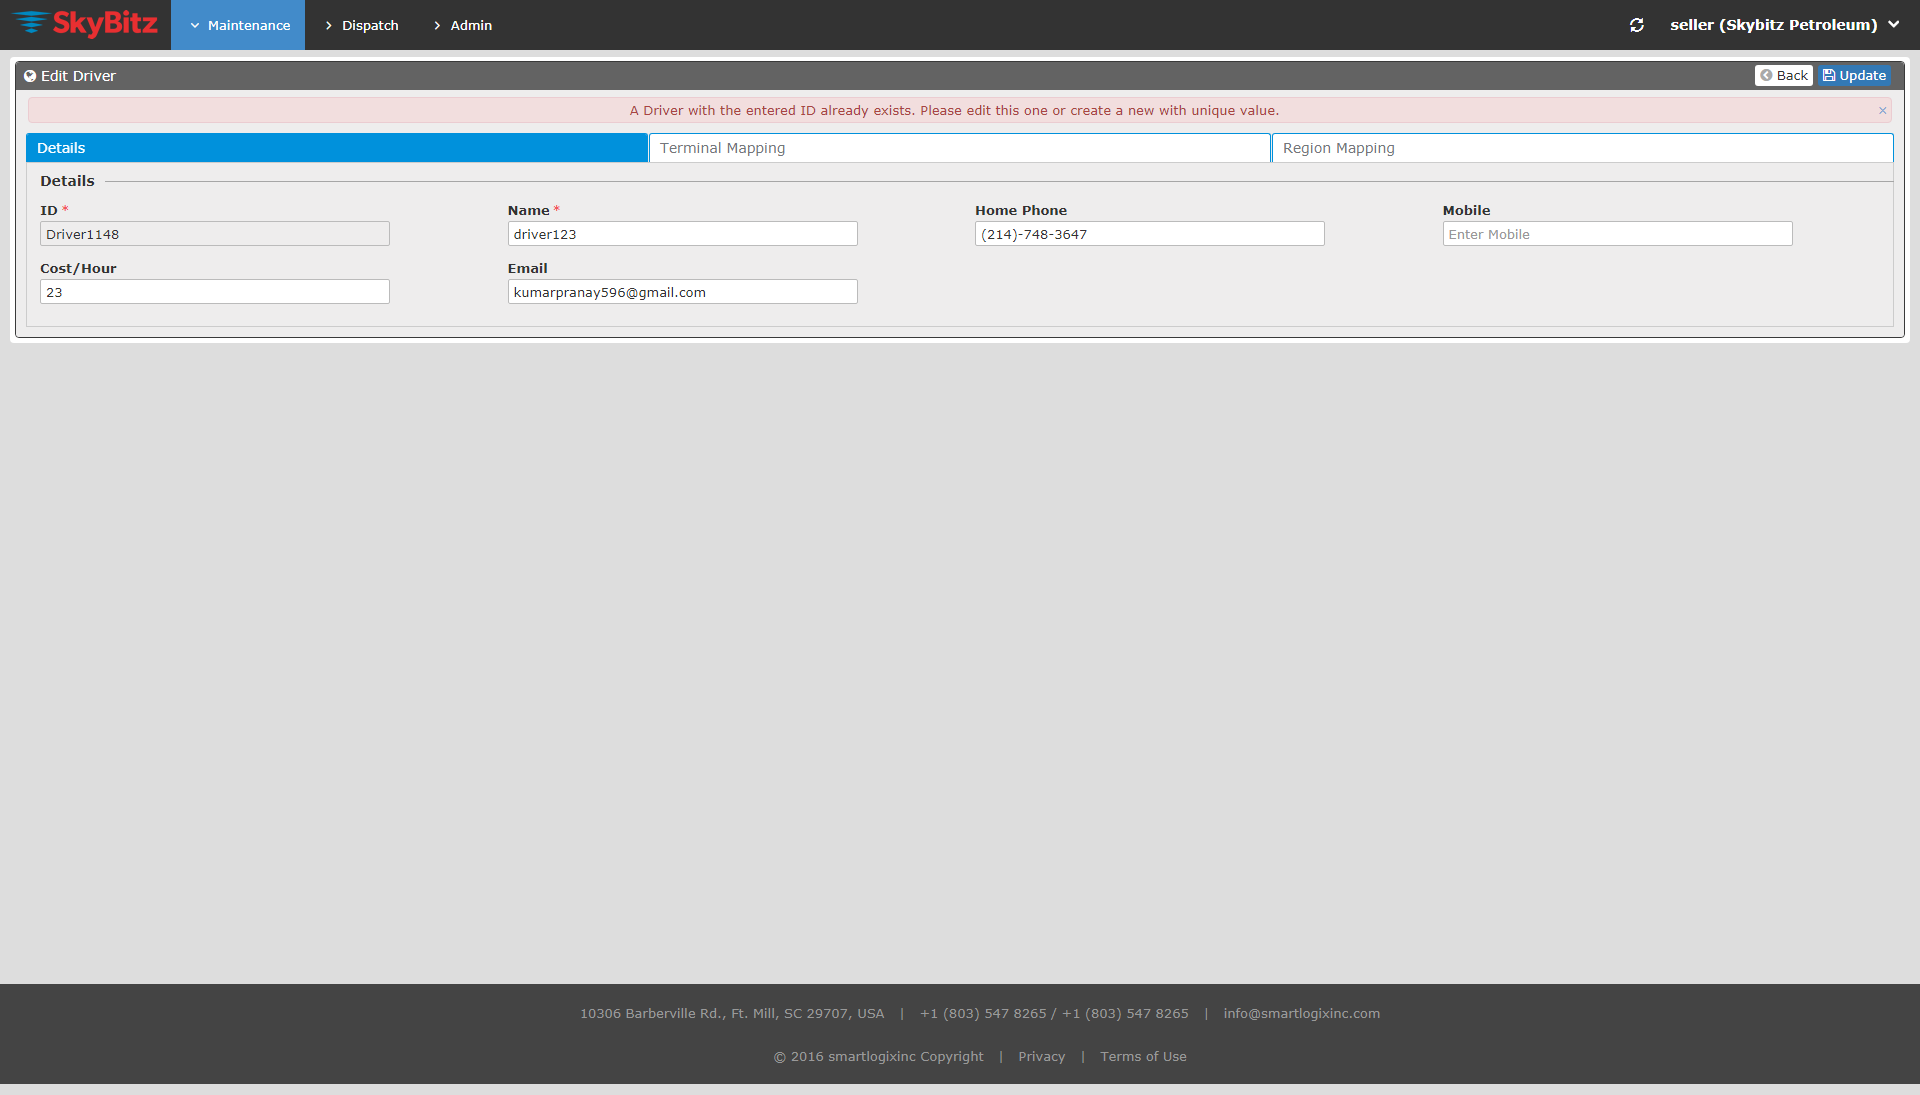 SkyBitz
Maintenance
Dispatch
Admin
seller (Skybitz Petroleum)
Edit Driver
Back
Update
A Driver with the entered ID already exists. Please edit this one or create a new with unique value.
×
Details
Terminal Mapping
Region Mapping
Details
ID *
Name *
Home Phone
Mobile
Driver1148
driver123
(214)-748-3647
Enter Mobile
Cost/Hour
Email
23
kumarpranay596@gmail.com
10306 Barberville Rd., Ft. Mill, SC 29707, USA | +1 (803) 547 8265 / +1 (803) 547 8265 | info@smartlogixinc.com
© 2016 smartlogixinc Copyright | Privacy | Terms of Use